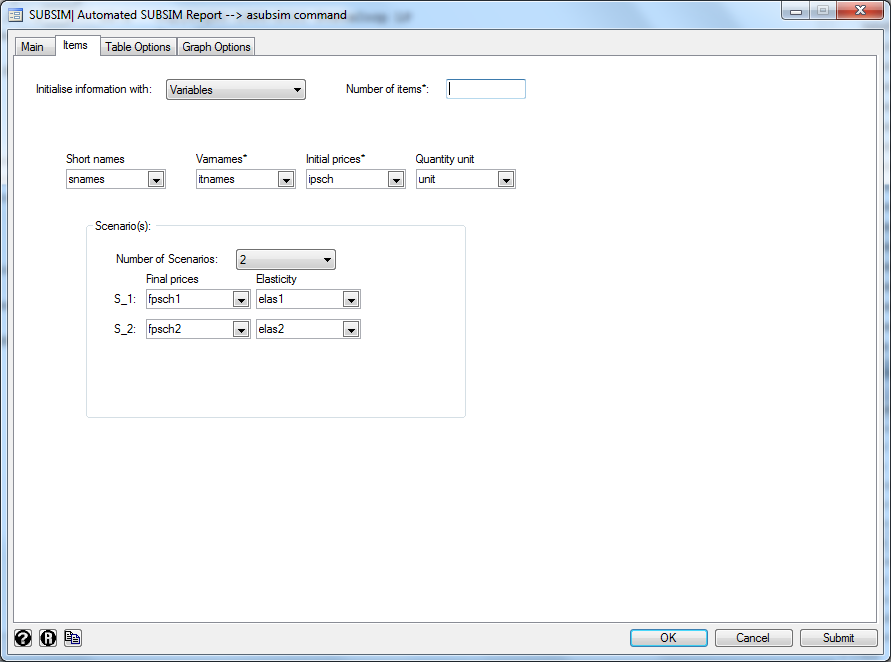 SUBSIM| Automated SUBSIM Report --> asubsim command
Main Items Table Options Graph Options
Initialise information with: Variables Number of items*:
Short names Varnames* Initial prices* Quantity unit
snames itnames ipsch unit
Scenario(s):
Number of Scenarios: 2
Final prices Elasticity
S_1: fpsch1 elas1
S_2: fpsch2 elas2
? R OK Cancel Submit